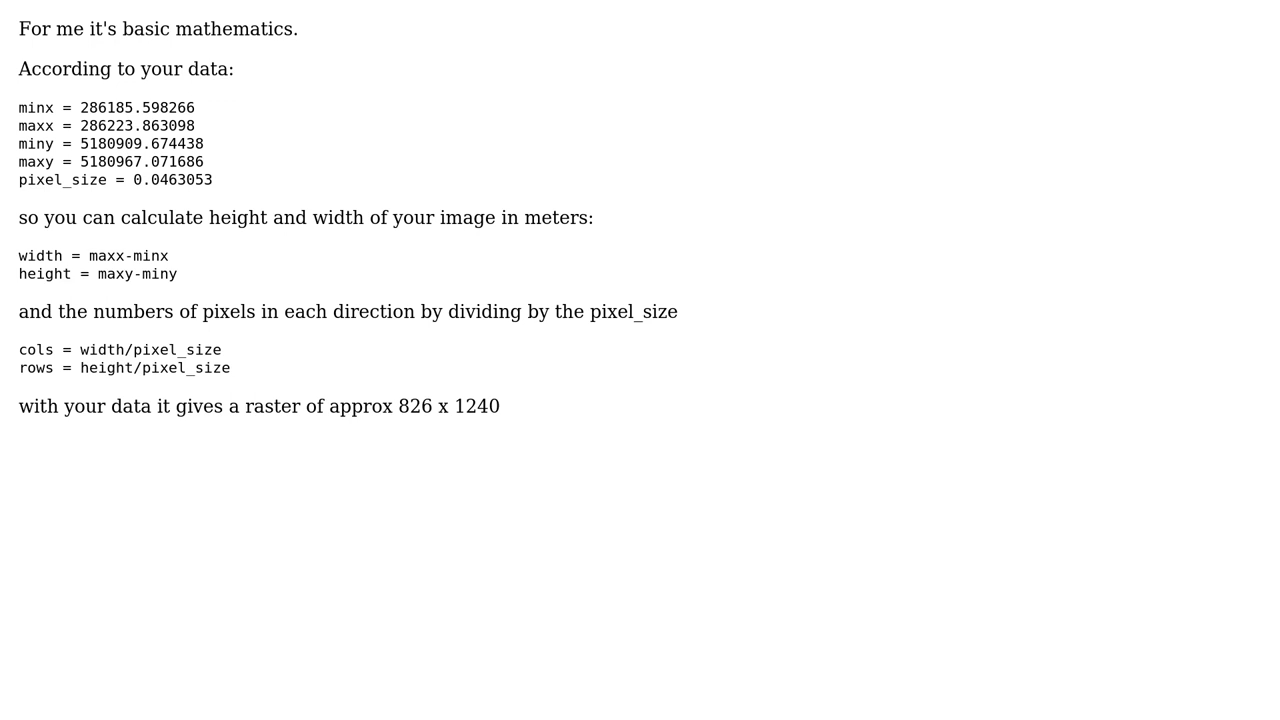 For me it's basic mathematics.
According to your data:
minx = 286185.598266
maxx = 286223.863098
miny = 5180909.674438
maxy = 5180967.071686
pixel_size = 0.0463053
so you can calculate height and width of your image in meters:
width = maxx-minx
height = maxy-miny
and the numbers of pixels in each direction by dividing by the pixel_size
cols = width/pixel_size
rows = height/pixel_size
with your data it gives a raster of approx 826 x 1240